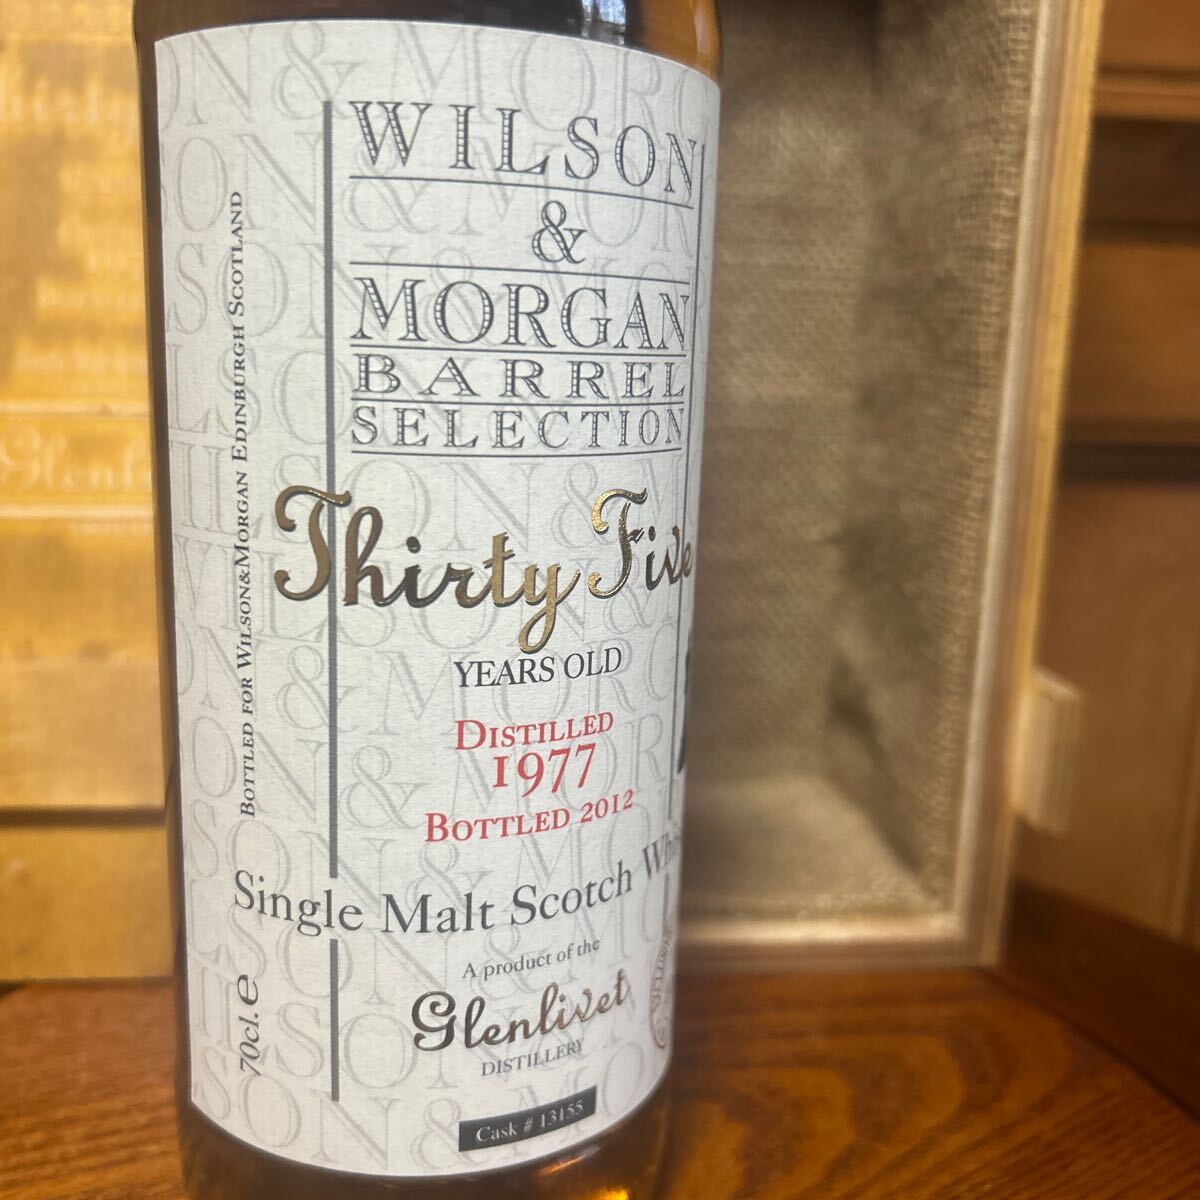 WILSON
&
MORGAN
BARREL
SELECTION
Thirty Five
YEARS OLD
DISTILLED
1977
BOTTLED 2012
Single Malt Scotch
A product of the
Glenlivet
DISTILLERY
Cask # 13155
BOTTLED FOR WILSON&MORGAN EDINBURGH SCOTLAND
70cl. e